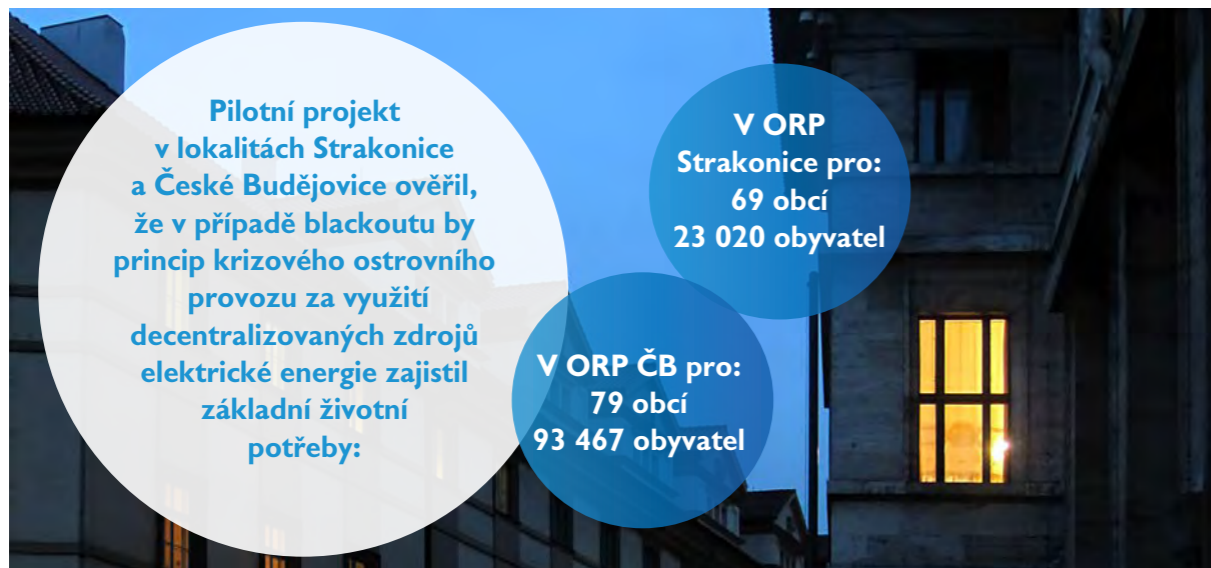 Pilotní projekt
v lokalitách Strakonice
a České Budějovice ověřil,
že v případě blackoutu by
princip krizového ostrovního
provozu za využití
decentralizovaných zdrojů
elektrické energie zajistil
základní životní
potřeby:
V ORP
Strakonice pro:
69 obcí
23 020 obyvatel
V ORP ČB pro:
79 obcí
93 467 obyvatel